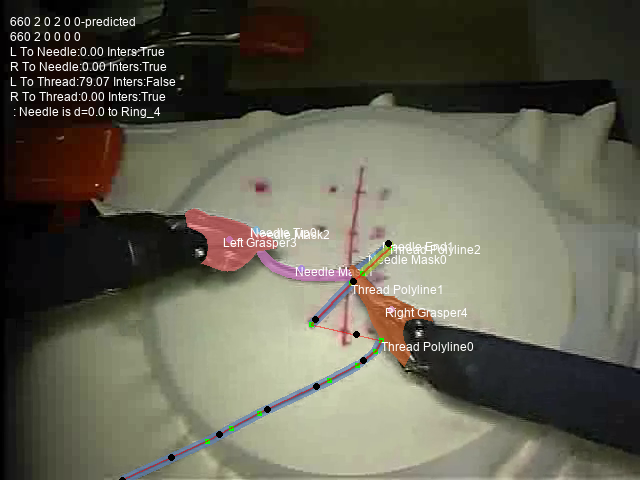 660 2 0 2 0 0-predicted
660 2 0 0 0 0
L To Needle:0.00 Inters:True
R To Needle:0.00 Inters:True
L To Thread:79.07 Inters:False
R To Thread:0.00 Inters:True
: Needle is d=0.0 to Ring_4
Needle Mask2
Left Grasper3
Needle End1
Thread Polyline2
Needle Mask0
Needle Mask1
Thread Polyline1
Right Grasper4
Thread Polyline0